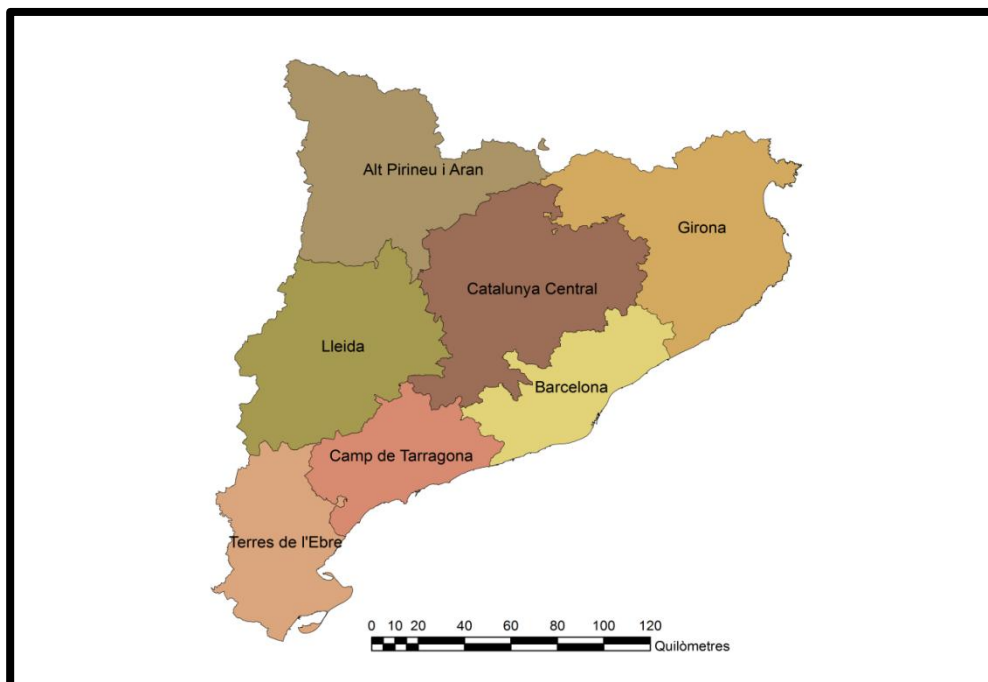 Alt Pirineu i Aran
Girona
Catalunya Central
Lleida
Barcelona
Camp de Tarragona
Terres de l'Ebre
0 10 20 40 60 80 100 120
Quilòmetres